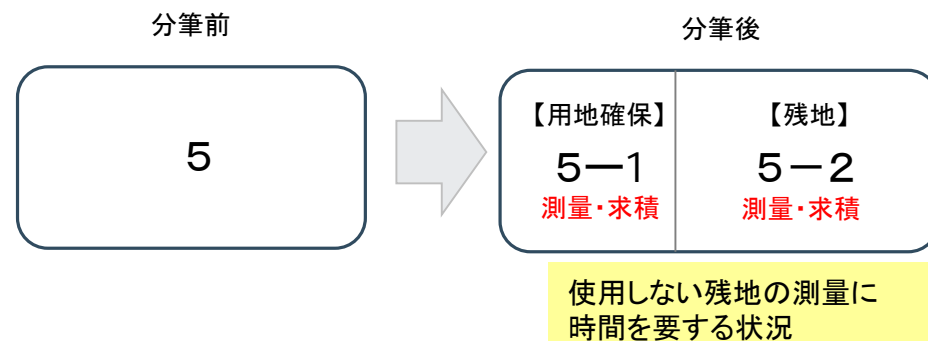 分筆前
5
分筆後
【用地確保】
5―1
測量・求積
【残地】
5－2
測量・求積
使用しない残地の測量に
時間を要する状況